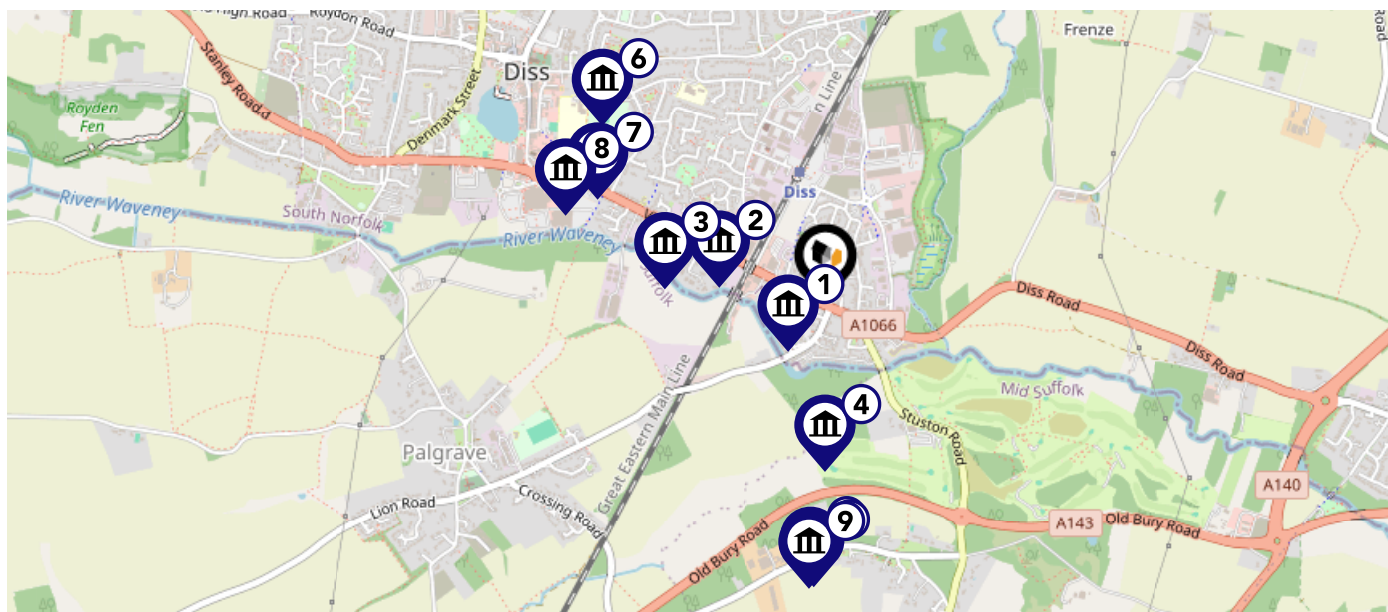 Roydon Road
Road
Frenze
Stanley Road
Diss
6
Denmark Street
n Line
Royden
Fen
7
8
Diss
River Waveney
South Norfolk
River Waveney
3
2
1
Diss Road
A1066
Diss Road
Mid Suffolk
Great Eastern Main Line
4
Stuston Road
Palgrave
A140
Lion Road
Crossing Road
9
A143
Old Bury Road
Old Bury Road